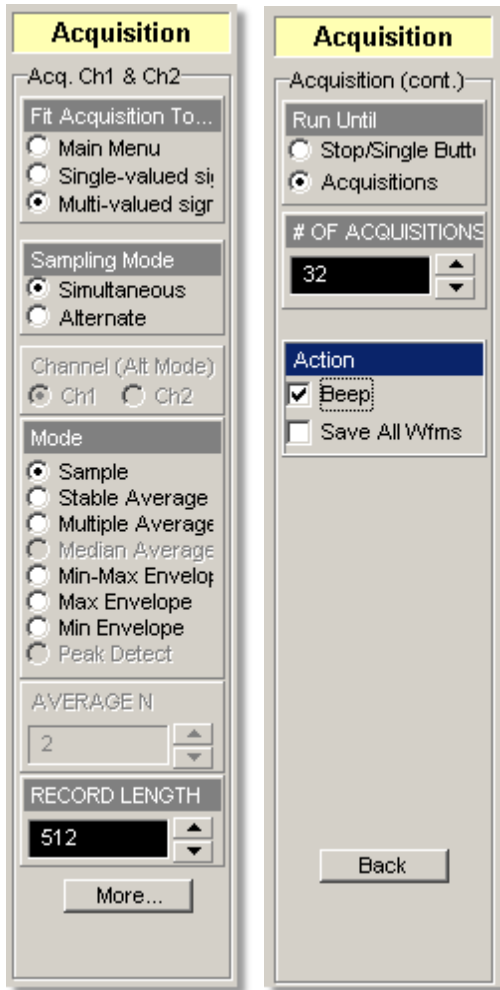 Acquisition
Acq. Ch1 & Ch2
Fit Acquisition To...
Main Menu
Single-valued si
Multi-valued sigr
Sampling Mode
Simultaneous
Alternate
Channel (Alt Mode)
Ch1 Ch2
Mode
Sample
Stable Average
Multiple Average
Median Average
Min-Max Envelop
Max Envelope
Min Envelope
Peak Detect
AVERAGE N
2
RECORD LENGTH
512
More...
Acquisition
Acquisition (cont.)
Run Until
Stop/Single Butt
Acquisitions
# OF ACQUISITIONS
32
Action
Beep
Save All Wfms
Back